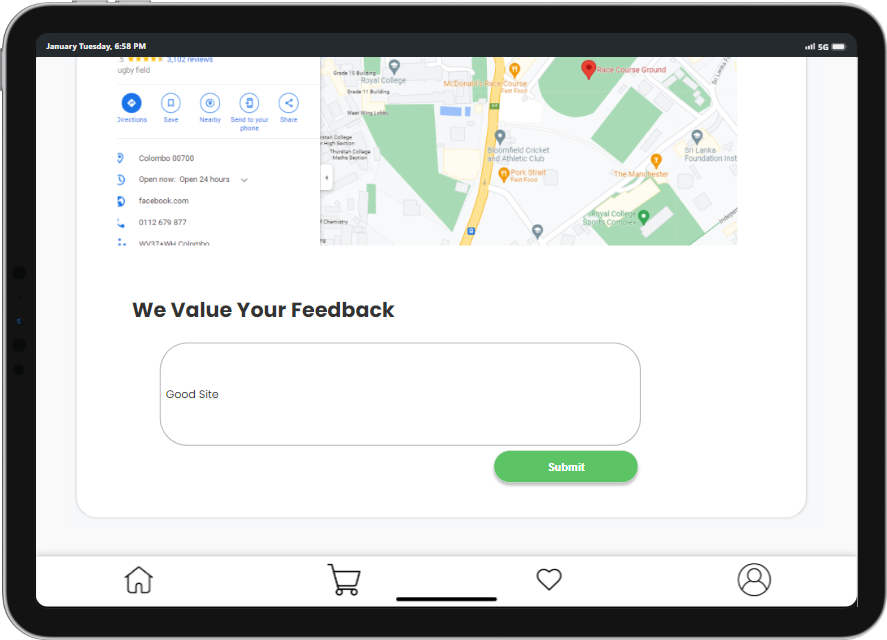 January Tuesday, 6:58 PM
5G
.5 3,102 reviews
ugby field
Directions
Save
Nearby
Send to your
phone
Share
Colombo 00700
Open now: Open 24 hours
facebook.com
0112 679 877
WV37+WH Colombo
Grade 10 Building
Royal College
Grade 11 Building
West Wing Lobby
McDonald's Race Course
Fast Food
Race Course Ground
Thurstan College
Maths Section
Bloomfield Cricket
and Athletic Club
Pork Strait
Fast Food
Sri Lanka
Foundation Inst
The Manchester
Royal College
Sports Complex
of Chemistry
We Value Your Feedback
Good Site
Submit